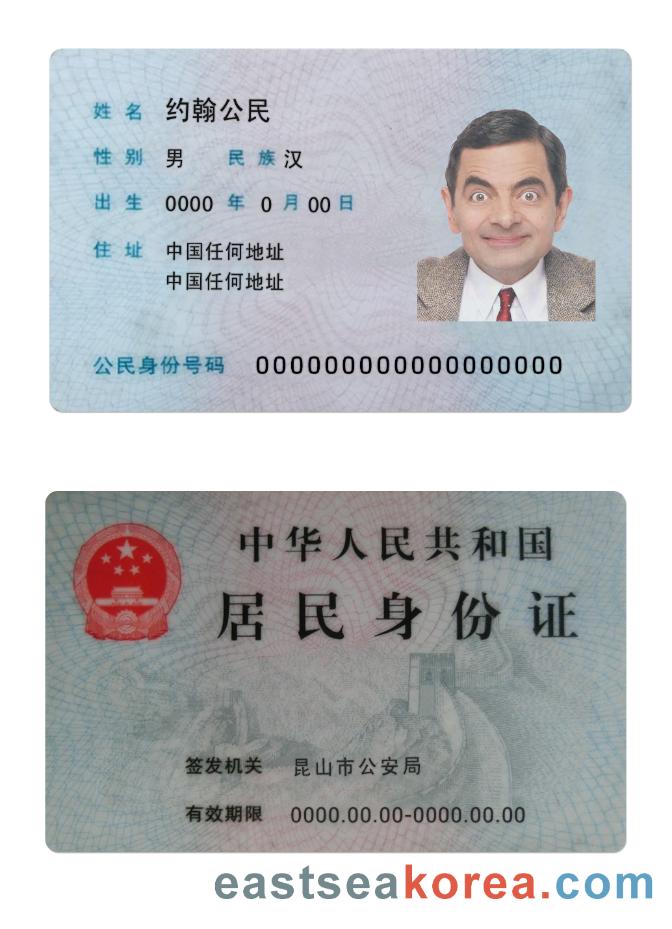 姓名 约翰公民
性别 男 民族 汉
出生 0000 年 0 月 00 日
住址 中国任何地址
中国任何地址
公民身份号码 000000000000000000
中华人民共和国
居民身份证
签发机关 昆山市公安局
有效期限 0000.00.00-0000.00.00
eastseakorea.com